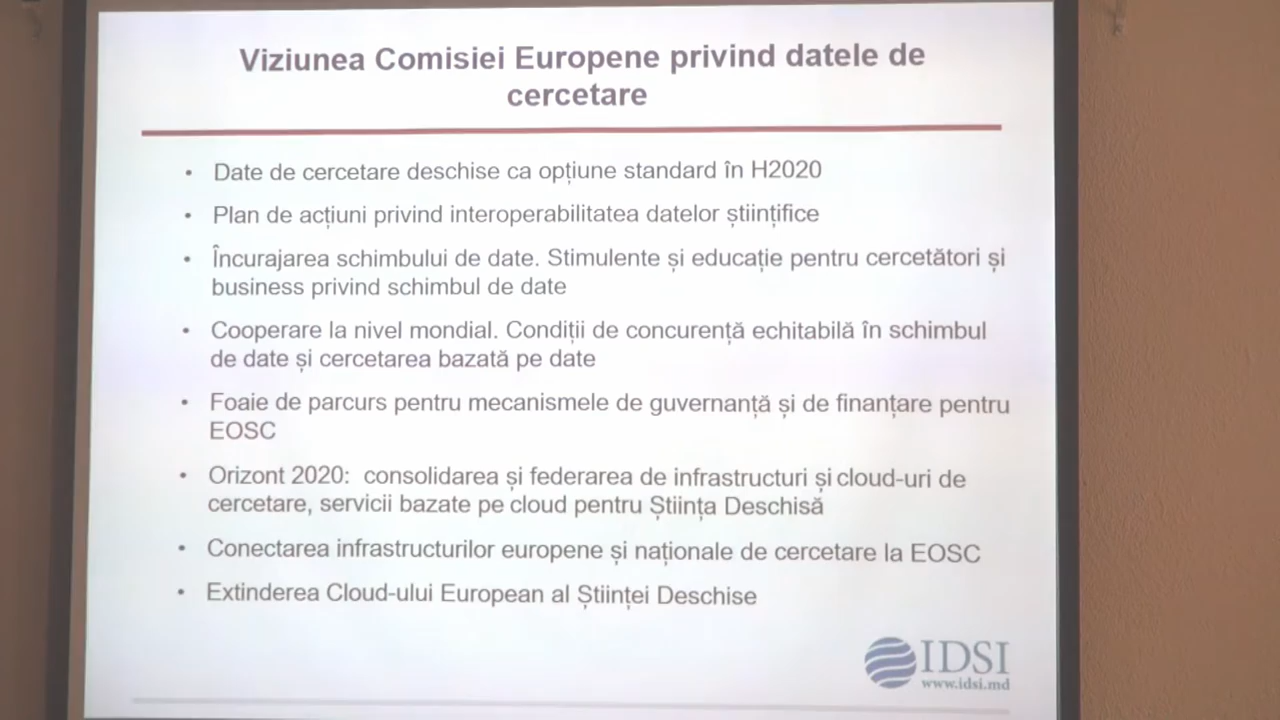 Viziunea Comisiei Europene privind datele de
cercetare
• Date de cercetare deschise ca opțiune standard în H2020
• Plan de acțiuni privind interoperabilitatea datelor științifice
• Încurajarea schimbului de date. Stimulente și educație pentru cercetători și
business privind schimbul de date
• Cooperare la nivel mondial. Condiții de concurență echitabilă în schimbul
de date și cercetarea bazată pe date
• Foaie de parcurs pentru mecanismele de guvernanță și de finanțare pentru
EOSC
• Orizont 2020: consolidarea și federarea de infrastructuri și cloud-uri de
cercetare, servicii bazate pe cloud pentru Știința Deschisă
• Conectarea infrastructurilor europene și naționale de cercetare la EOSC
• Extinderea Cloud-ului European al Științei Deschise
IDSI
www.idsi.md